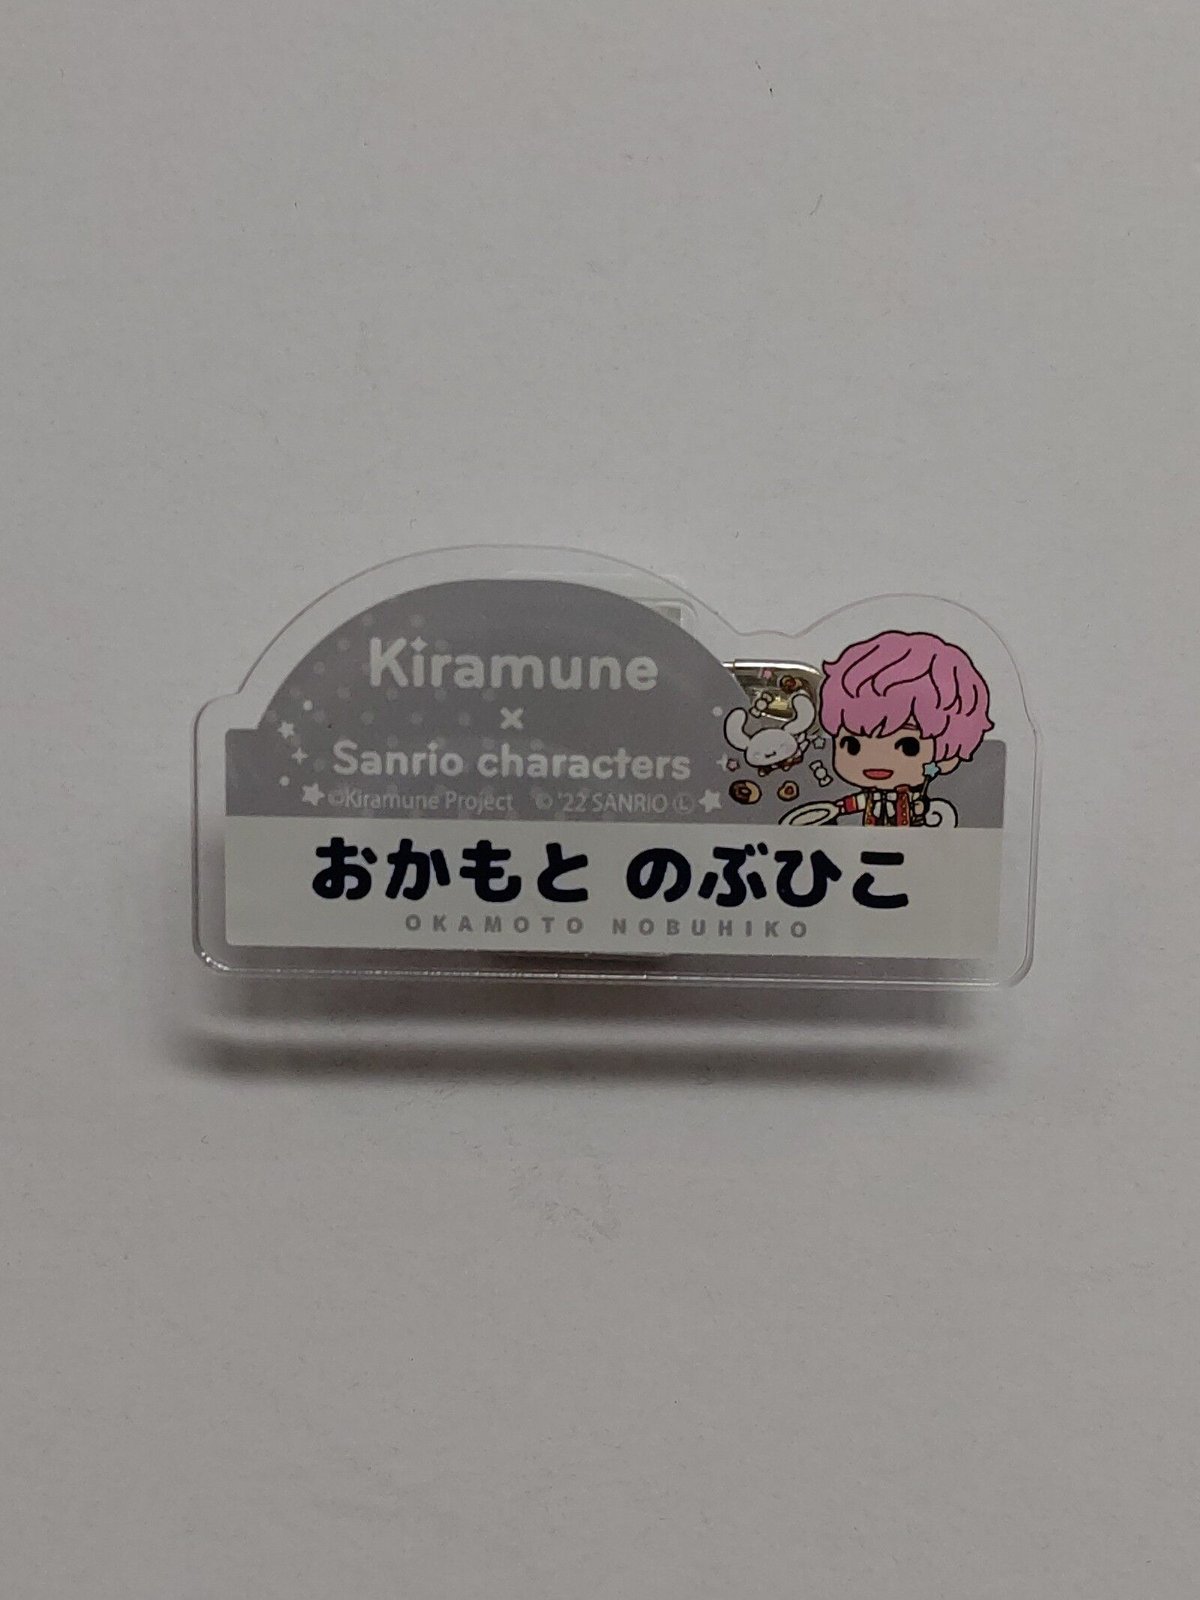 Kiramune
×
Sanrio characters
©Kiramune Project © '22 SANRIO Ⓛ
おかもと のぶひこ
OKAMOTO NOBUHIKO